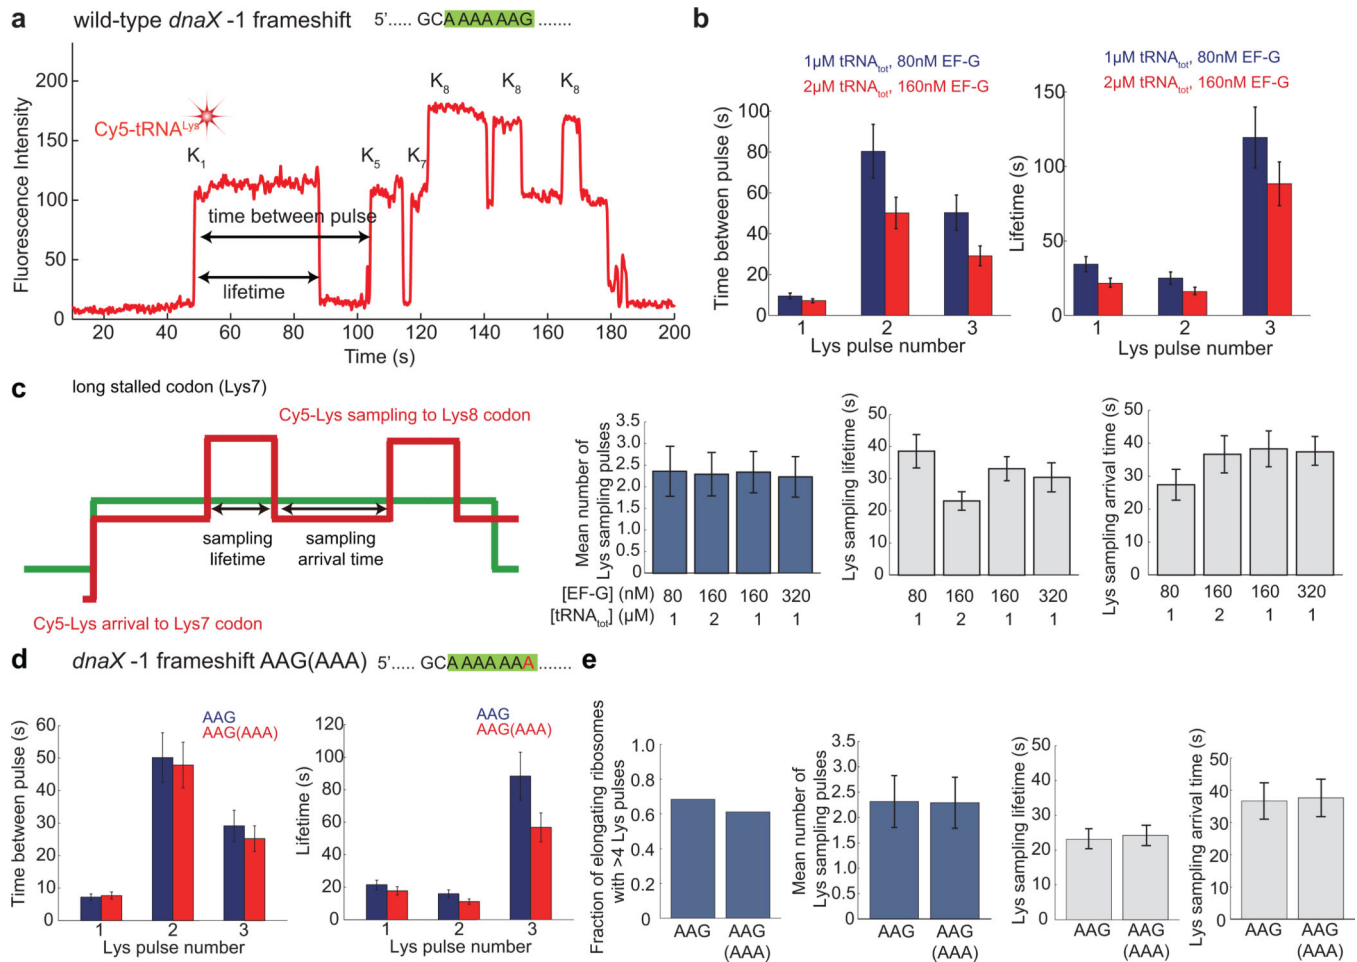 a wild-type dnaX -1 frameshift 5'..... GCA AAA AAG .......
Fluorescence Intensity
200
150
100
50
0
Cy5-tRNA^Lys
K1
K5
K7
K8
K8
K8
time between pulse
lifetime
20 40 60 80 100 120 140 160 180 200
Time (s)
b
1µM tRNAtot, 80nM EF-G
2µM tRNAtot, 160nM EF-G
Time between pulse (s)
100
80
60
40
20
0
1 2 3
Lys pulse number
1µM tRNAtot, 80nM EF-G
2µM tRNAtot, 160nM EF-G
Lifetime (s)
150
100
50
0
1 2 3
Lys pulse number
c long stalled codon (Lys7)
Cy5-Lys sampling to Lys8 codon
sampling
lifetime
sampling
arrival time
Cy5-Lys arrival to Lys7 codon
Mean number of
Lys sampling pulses
3.5
3.0
2.5
2.0
1.5
1.0
0.5
0
[EF-G] (nM) 80 160 160 320
[tRNAtot] (µM) 1 2 1 1
Lys sampling lifetime (s)
50
40
30
20
10
0
80 160 160 320
1 2 1 1
Lys sampling arrival time (s)
50
40
30
20
10
0
80 160 160 320
1 2 1 1
d dnaX -1 frameshift AAG(AAA) 5'..... GCA AAA AAA .......
Time between pulse (s)
60
50
40
30
20
10
0
AAG
AAG(AAA)
1 2 3
Lys pulse number
Lifetime (s)
120
100
80
60
40
20
0
AAG
AAG(AAA)
1 2 3
Lys pulse number
e
Fraction of elongating ribosomes
with >4 Lys pulses
1.0
0.8
0.6
0.4
0.2
0
AAG AAG
(AAA)
Mean number of
Lys sampling pulses
3.5
3.0
2.5
2.0
1.5
1.0
0.5
0.0
AAG AAG
(AAA)
Lys sampling lifetime (s)
50
40
30
20
10
0
AAG AAG
(AAA)
Lys sampling arrival time (s)
50
40
30
20
10
0
AAG AAG
(AAA)